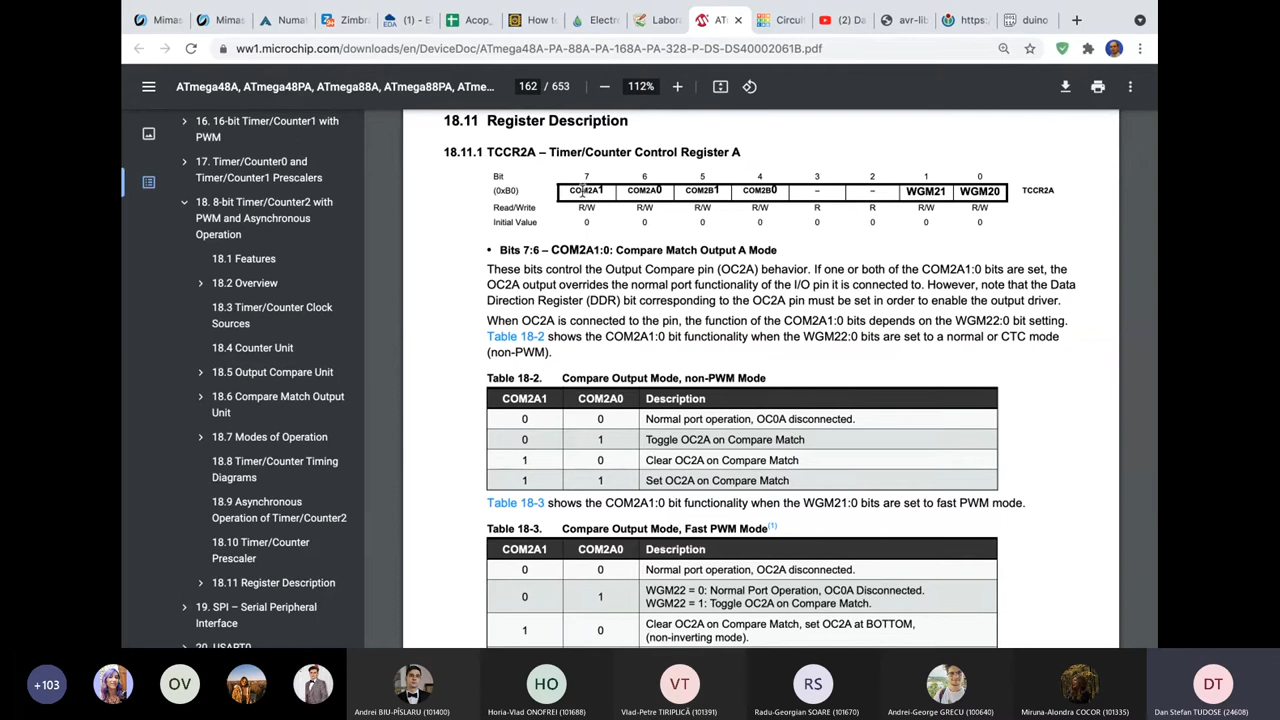 Mimas
Mimas
Numat
Zimbra
(1) - E
Acop
How to
Electro
Labora
AT
Circuit
(2) (Da
avr-lib
https:/
duino
ww1.microchip.com/downloads/en/DeviceDoc/ATmega48A-PA-88A-PA-168A-PA-328-P-DS-DS40002061B.pdf
ATmega48A, ATmega48PA, ATmega88A, ATmega88PA, ATme...
162 / 653
112%
16. 16-bit Timer/Counter1 with
PWM
17. Timer/Counter0 and
Timer/Counter1 Prescalers
18. 8-bit Timer/Counter2 with
PWM and Asynchronous
Operation
18.1 Features
18.2 Overview
18.3 Timer/Counter Clock
Sources
18.4 Counter Unit
18.5 Output Compare Unit
18.6 Compare Match Output
Unit
18.7 Modes of Operation
18.8 Timer/Counter Timing
Diagrams
18.9 Asynchronous
Operation of Timer/Counter2
18.10 Timer/Counter
Prescaler
18.11 Register Description
19. SPI – Serial Peripheral
Interface
20. USART0
18.11 Register Description
18.11.1 TCCR2A – Timer/Counter Control Register A
Bit 7 6 5 4 3 2 1 0
(0xB0) COM2A1 COM2A0 COM2B1 COM2B0 – – WGM21 WGM20 TCCR2A
Read/Write R/W R/W R/W R/W R R R/W R/W
Initial Value 0 0 0 0 0 0 0 0
• Bits 7:6 – COM2A1:0: Compare Match Output A Mode
These bits control the Output Compare pin (OC2A) behavior. If one or both of the COM2A1:0 bits are set, the
OC2A output overrides the normal port functionality of the I/O pin it is connected to. However, note that the Data
Direction Register (DDR) bit corresponding to the OC2A pin must be set in order to enable the output driver.
When OC2A is connected to the pin, the function of the COM2A1:0 bits depends on the WGM22:0 bit setting.
Table 18-2 shows the COM2A1:0 bit functionality when the WGM22:0 bits are set to a normal or CTC mode
(non-PWM).
Table 18-2. Compare Output Mode, non-PWM Mode
COM2A1 COM2A0 Description
0 0 Normal port operation, OC0A disconnected.
0 1 Toggle OC2A on Compare Match
1 0 Clear OC2A on Compare Match
1 1 Set OC2A on Compare Match
Table 18-3 shows the COM2A1:0 bit functionality when the WGM21:0 bits are set to fast PWM mode.
Table 18-3. Compare Output Mode, Fast PWM Mode(1)
COM2A1 COM2A0 Description
0 0 Normal port operation, OC2A disconnected.
0 1 WGM22 = 0: Normal Port Operation, OC0A Disconnected.
WGM22 = 1: Toggle OC2A on Compare Match.
1 0 Clear OC2A on Compare Match, set OC2A at BOTTOM,
(non-inverting mode).
+103
OV
HO
VT
RS
DT
Andrei BIU-PÎSLARU (101400)
Horia-Vlad ONOFREI (101688)
Vlad-Petre TIRIPLICĂ (101391)
Radu-Georgian SOARE (101670)
Andrei-George GRECU (100640)
Miruna-Alondra COCOR (101335)
Dan Stefan TUDOSE (24608)